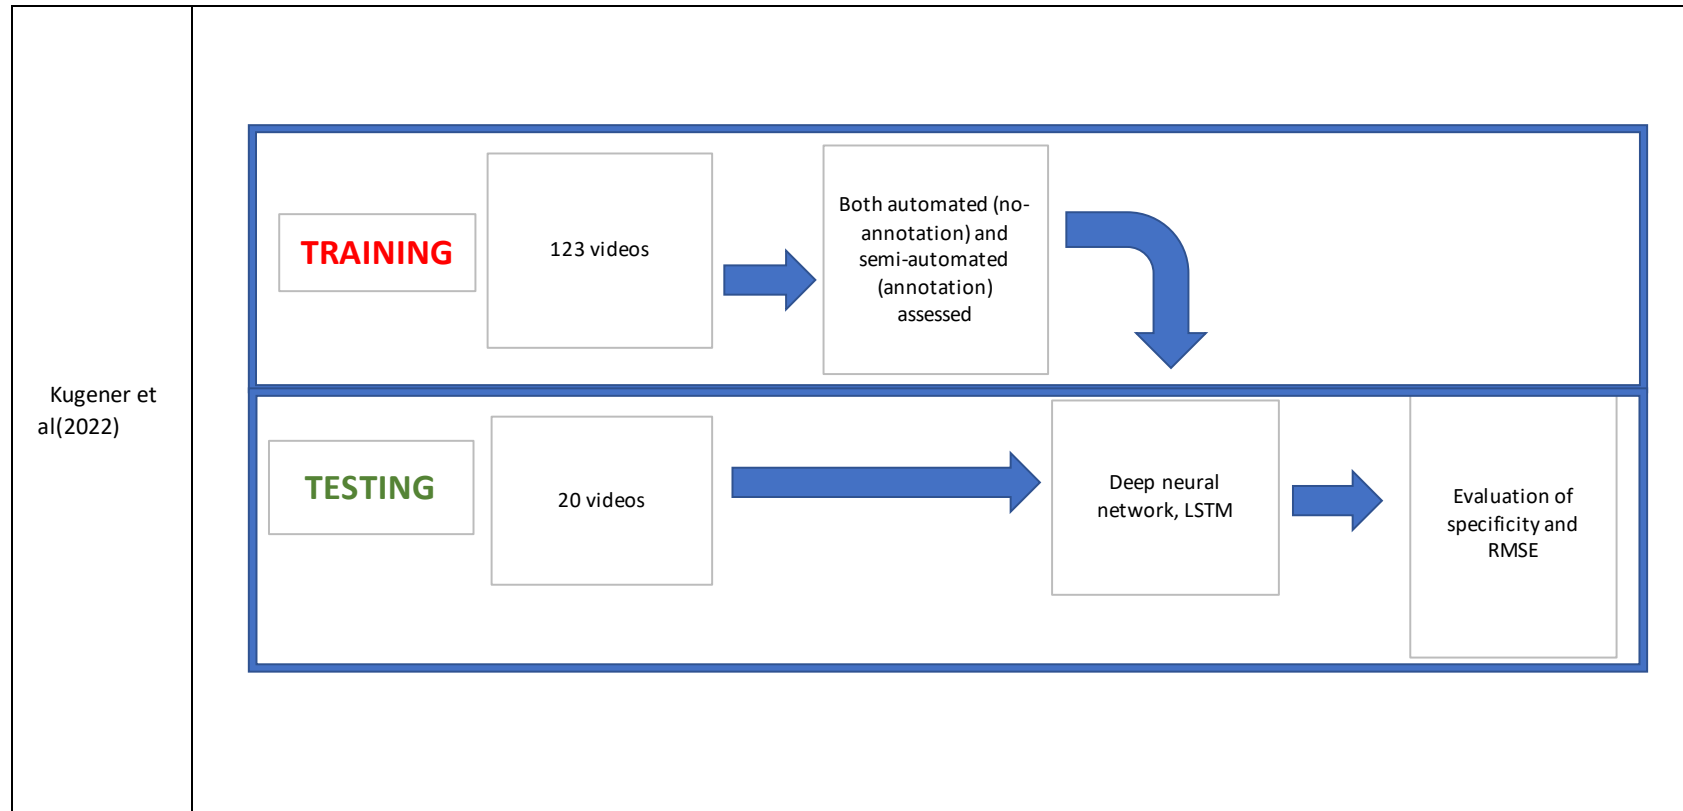 Kugener et
al(2022)
TRAINING
123 videos
Both automated (no-
annotation) and
semi-automated
(annotation)
assessed
TESTING
20 videos
Deep neural
network, LSTM
Evaluation of
specificity and
RMSE